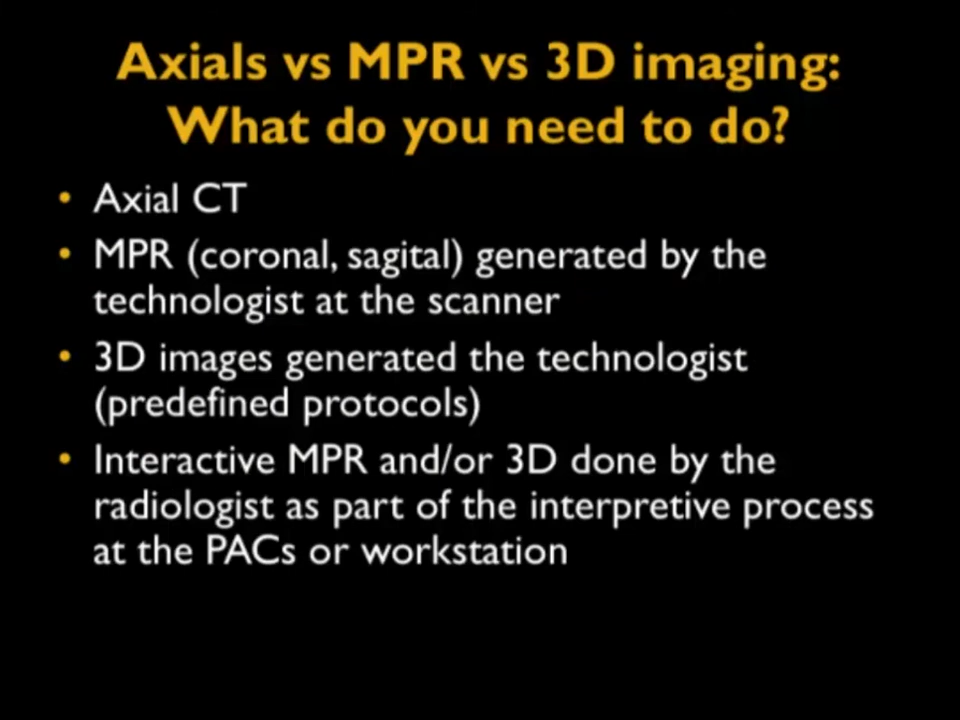 Axials vs MPR vs 3D imaging:
What do you need to do?
• Axial CT
• MPR (coronal, sagital) generated by the
technologist at the scanner
• 3D images generated the technologist
(predefined protocols)
• Interactive MPR and/or 3D done by the
radiologist as part of the interpretive process
at the PACs or workstation